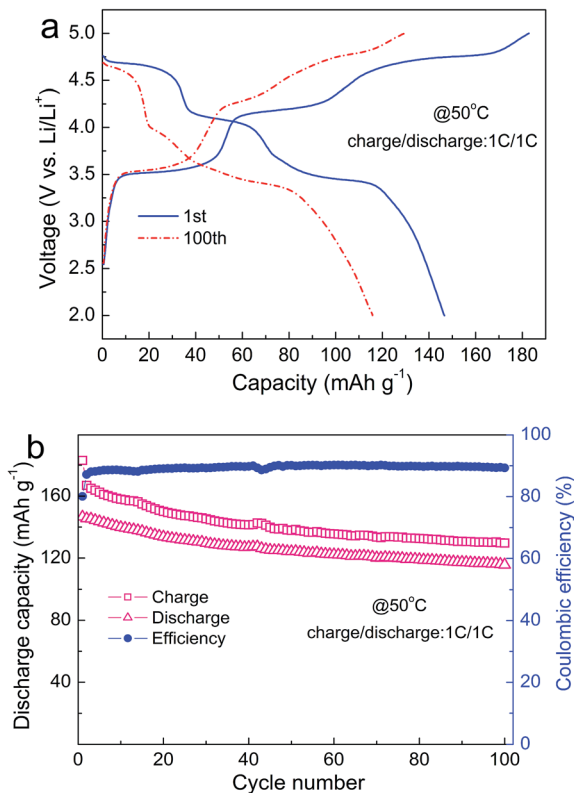 a
5.0
4.5
4.0
3.5
3.0
2.5
2.0
Voltage (V vs. Li/Li⁺)
@50°C
charge/discharge:1C/1C
1st
100th
0 20 40 60 80 100 120 140 160 180
Capacity (mAh g⁻¹)
b
160
120
80
40
0
Discharge capacity (mAh g⁻¹)
100
80
60
40
20
0
Coulombic efficiency (%)
Charge
Discharge
Efficiency
@50°C
charge/discharge:1C/1C
0 20 40 60 80 100
Cycle number